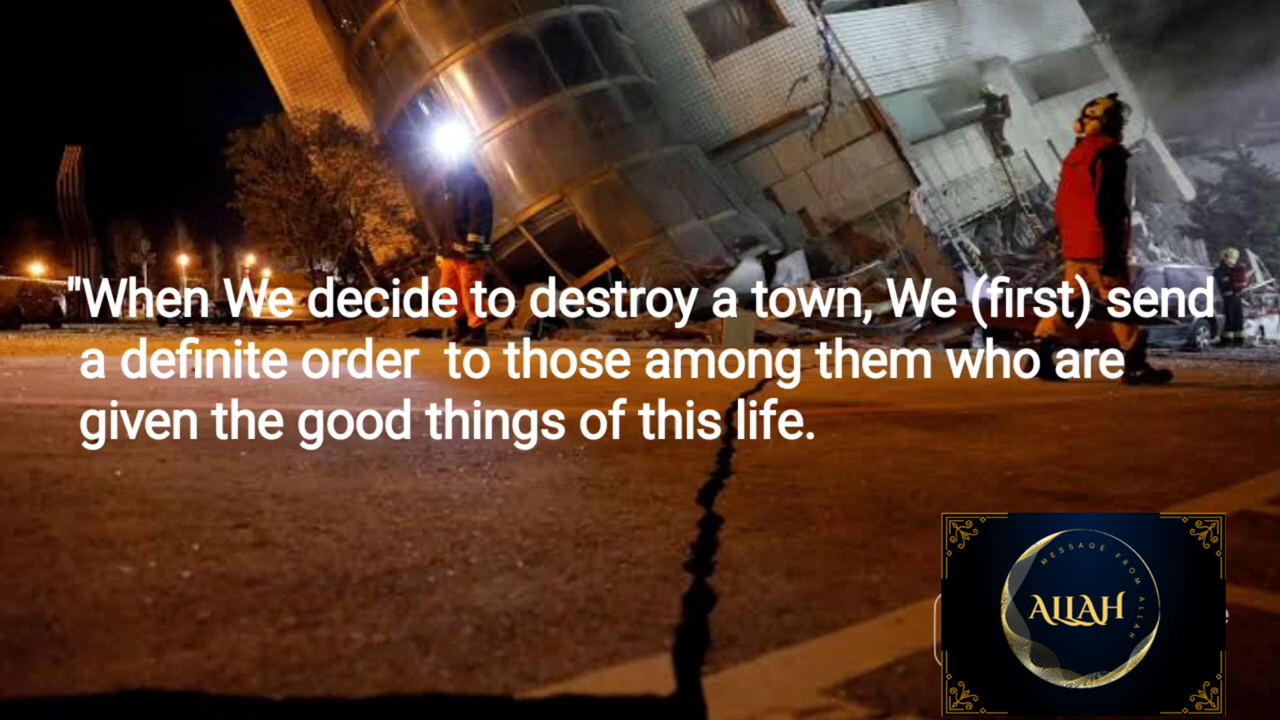 "When We decide to destroy a town, We (first) send
a definite order  to those among them who are
given the good things of this life.
MESSAGE FROM ALLAH
ALLAH